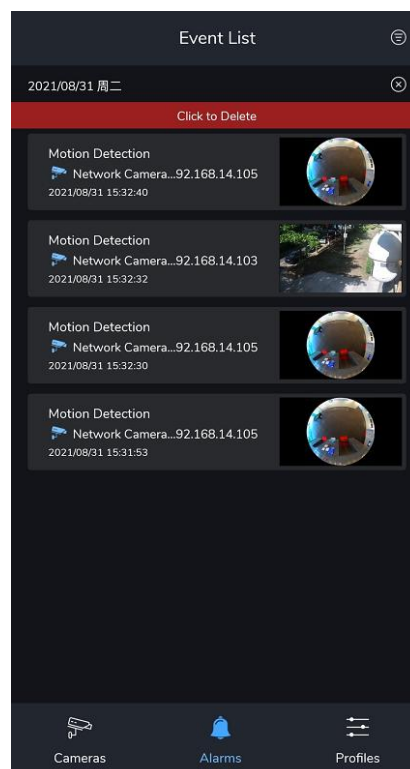 Event List
2021/08/31 周二
Click to Delete
Motion Detection
Network Camera...92.168.14.105
2021/08/31 15:32:40
Motion Detection
Network Camera...92.168.14.103
2021/08/31 15:32:32
Motion Detection
Network Camera...92.168.14.105
2021/08/31 15:32:30
Motion Detection
Network Camera...92.168.14.105
2021/08/31 15:31:53
Cameras
Alarms
Profiles